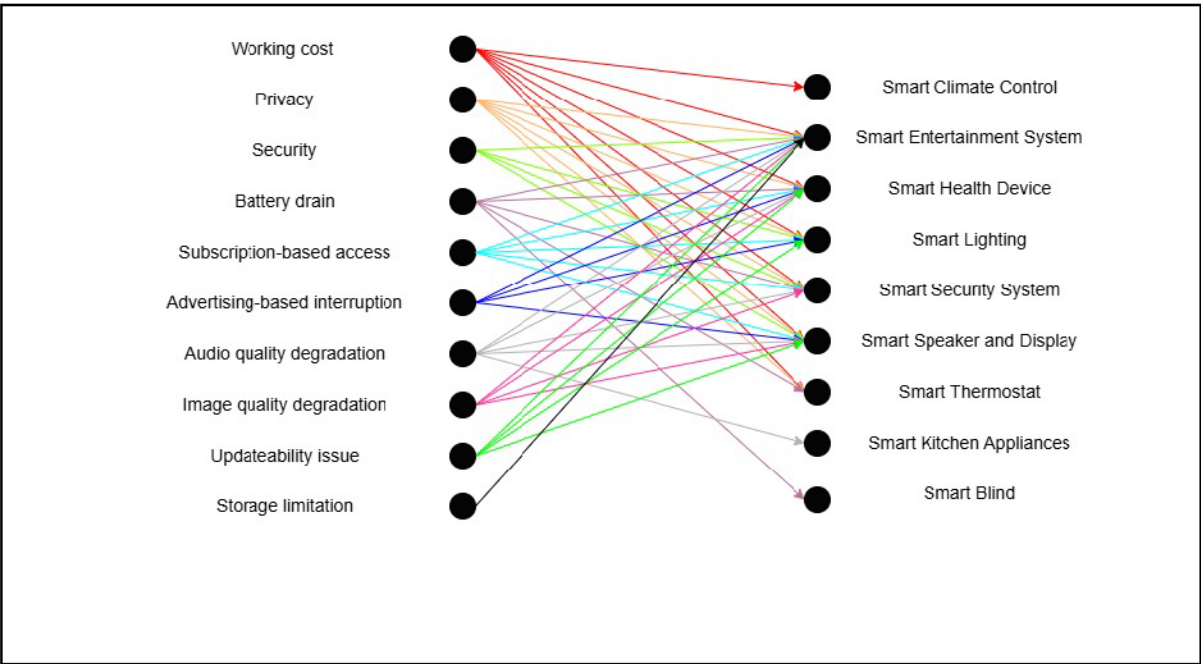 Working cost
Privacy
Security
Battery drain
Subscription-based access
Advertising-based interruption
Audio quality degradation
Image quality degradation
Updateability issue
Storage limitation
Smart Climate Control
Smart Entertainment System
Smart Health Device
Smart Lighting
Smart Security System
Smart Speaker and Display
Smart Thermostat
Smart Kitchen Appliances
Smart Blind